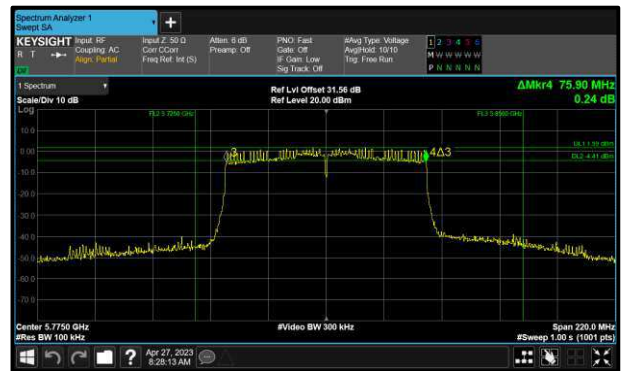 Spectrum Analyzer 1
Swept SA
+
KEYSIGHT
R T
Input: RF
Coupling: AC
Align: Partial
Input Z: 50 Ω
Corr CCorr
Freq Ref: Int (S)
Atten: 6 dB
Preamp: Off
PNO: Fast
Gate: Off
IF Gain: Low
Sig Track: Off
#Avg Type: Voltage
Avg|Hold: 10/10
Trig: Free Run
1 2 3 4 5 6
M W W W W W
P N N N N N
1 Spectrum
Scale/Div 10 dB
Ref Lvl Offset 31.56 dB
Ref Level 20.00 dBm
ΔMkr4 75.90 MHz
0.24 dB
Log
10.0
0.00
-10.0
-20.0
-30.0
-40.0
-50.0
-60.0
-70.0
3
4Δ3
DL2 -4.41 dBm
Center 5.7750 GHz
#Res BW 100 kHz
#Video BW 300 kHz
Span 220.0 MHz
#Sweep 1.00 s (1001 pts)
?
Apr 27, 2023
8:28:13 AM